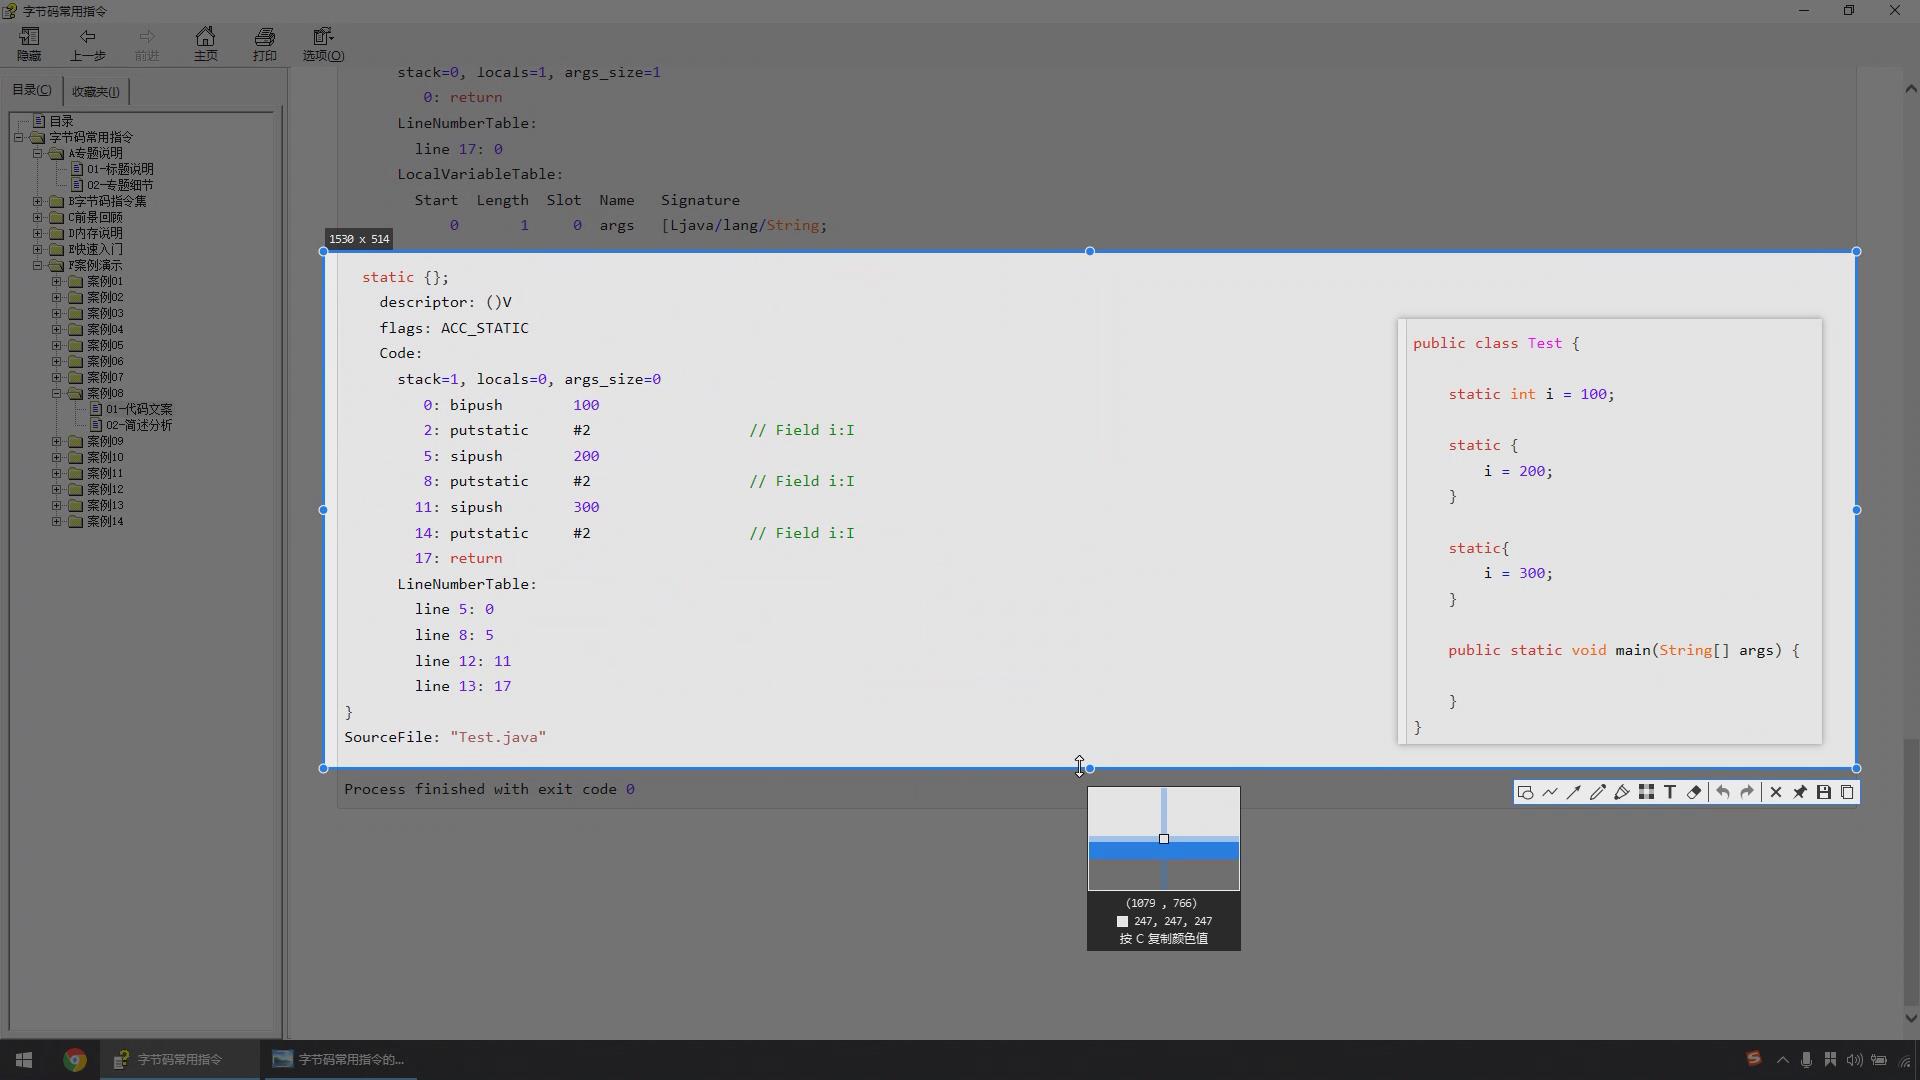 字节码常用指令
隐藏
上一步
前进
主页
打印
选项(O)
目录(C)
收藏夹(I)
目录
字节码常用指令
A专题说明
01-标题说明
02-专题细节
B字节码指令集
C前景回顾
D内存说明
E快速入门
F案例演示
案例01
案例02
案例03
案例04
案例05
案例06
案例07
案例08
01-代码文案
02-简述分析
案例09
案例10
案例11
案例12
案例13
案例14
stack=0, locals=1, args_size=1
0: return
LineNumberTable:
line 17: 0
LocalVariableTable:
Start  Length  Slot  Name   Signature
0       1     0  args   [Ljava/lang/String;
1530 x 514
static {};
descriptor: ()V
flags: ACC_STATIC
Code:
stack=1, locals=0, args_size=0
0: bipush        100
2: putstatic     #2                  // Field i:I
5: sipush        200
8: putstatic     #2                  // Field i:I
11: sipush        300
14: putstatic     #2                  // Field i:I
17: return
LineNumberTable:
line 5: 0
line 8: 5
line 12: 11
line 13: 17
}
SourceFile: "Test.java"
public class Test {
static int i = 100;
static {
i = 200;
}
static{
i = 300;
}
public static void main(String[] args) {
}
}
Process finished with exit code 0
T
(1079 , 766)
247, 247, 247
按 C 复制颜色值
字节码常用指令
字节码常用指令的...